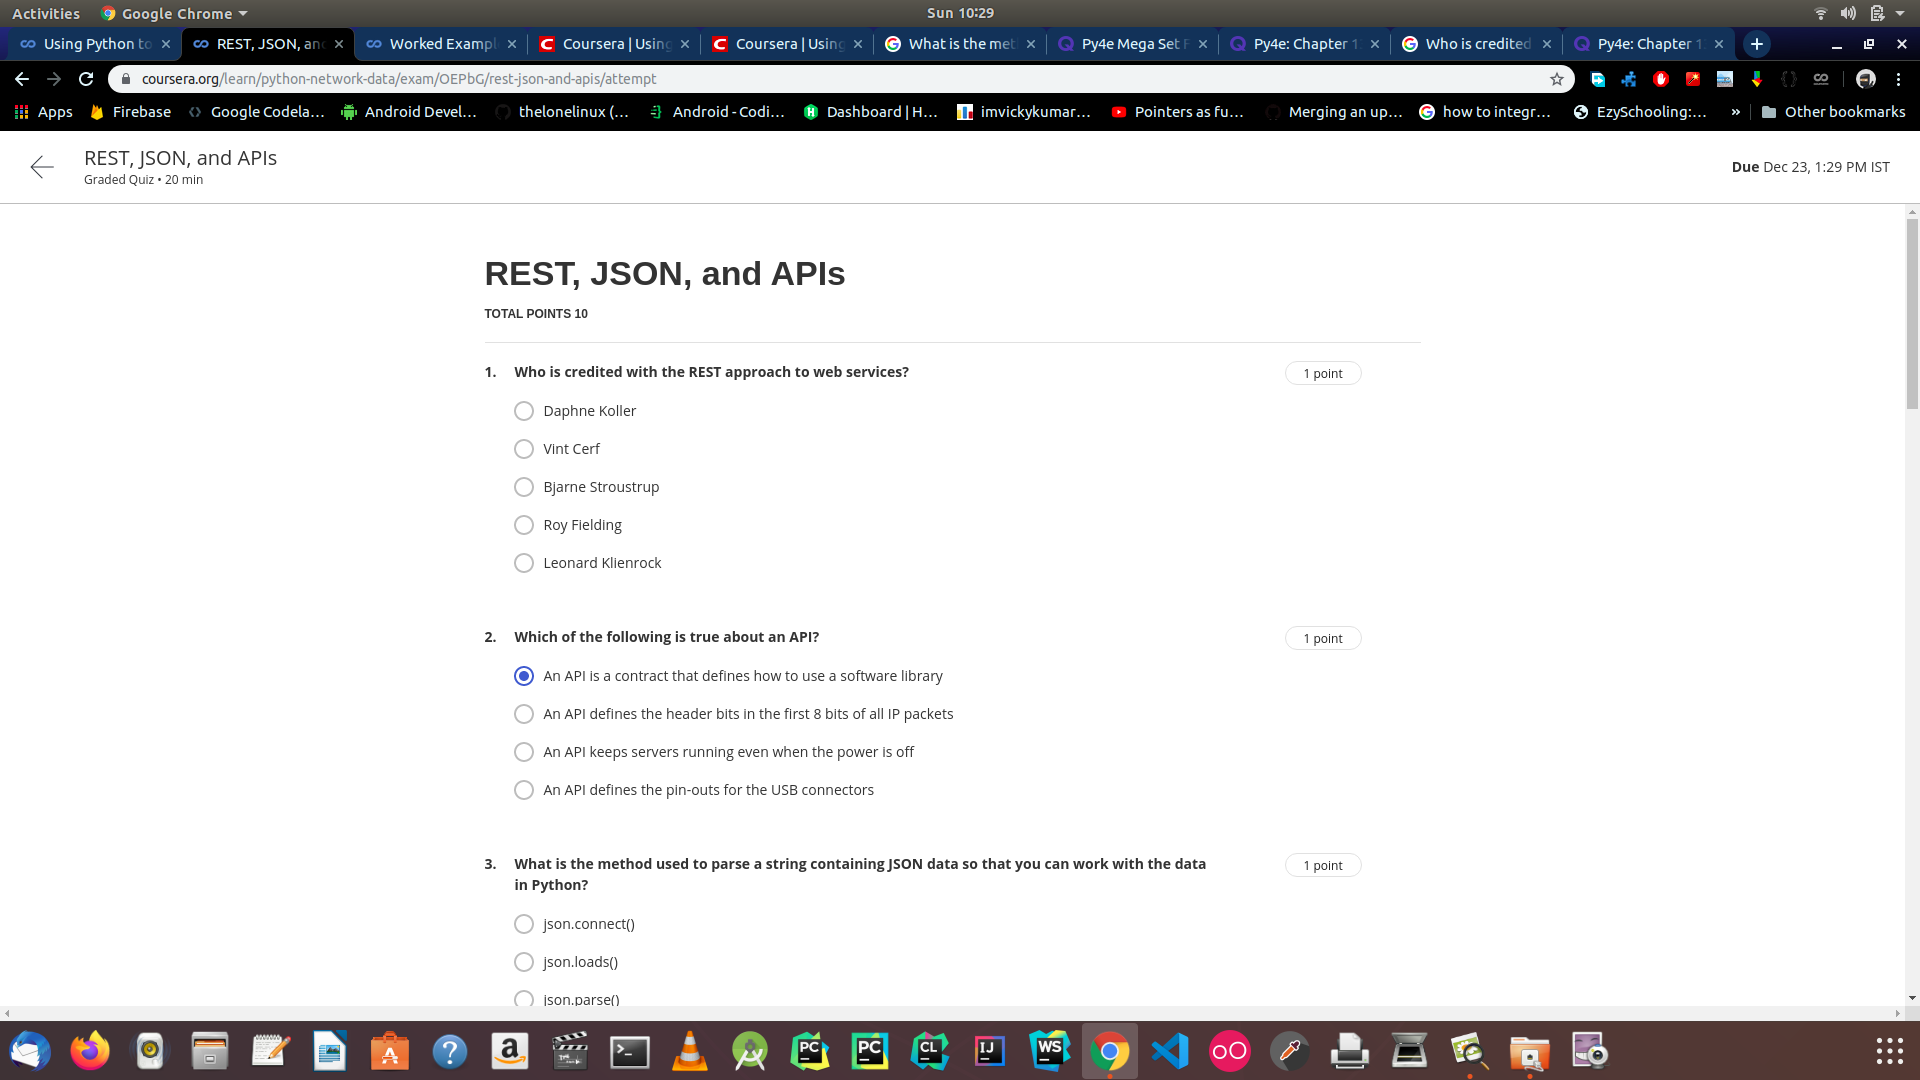 Activities Google Chrome Sun 10:29
Using Python to REST, JSON, an Worked Exampl Coursera | Using Coursera | Using What is the met Py4e Mega Set F Py4e: Chapter 1 Who is credited Py4e: Chapter 1
coursera.org/learn/python-network-data/exam/OEPbG/rest-json-and-apis/attempt
Apps Firebase Google Codela... Android Devel... thelonelinux (... Android - Codi... Dashboard | H... imvickykumar... Pointers as fu... Merging an up... how to integr... EzySchooling:... » Other bookmarks
REST, JSON, and APIs
Graded Quiz • 20 min
Due Dec 23, 1:29 PM IST
REST, JSON, and APIs
TOTAL POINTS 10
1. Who is credited with the REST approach to web services? 1 point
Daphne Koller
Vint Cerf
Bjarne Stroustrup
Roy Fielding
Leonard Klienrock
2. Which of the following is true about an API? 1 point
An API is a contract that defines how to use a software library
An API defines the header bits in the first 8 bits of all IP packets
An API keeps servers running even when the power is off
An API defines the pin-outs for the USB connectors
3. What is the method used to parse a string containing JSON data so that you can work with the data 1 point
in Python?
json.connect()
json.loads()
json.parse()